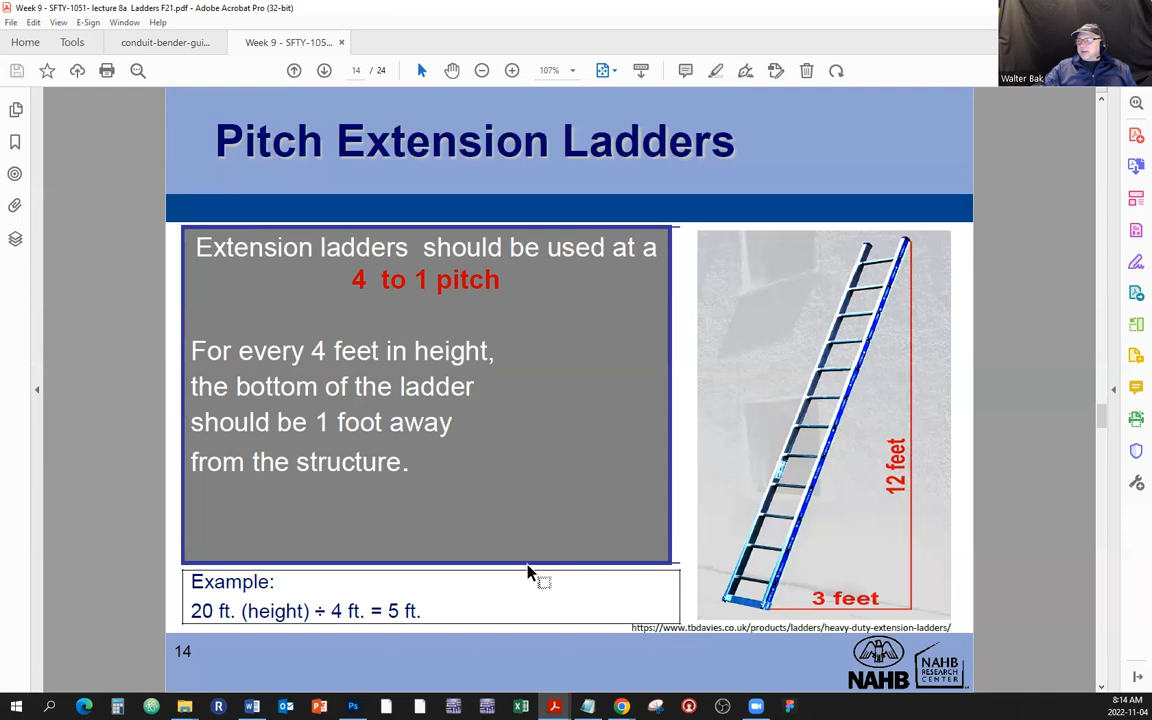 Week 9 - SFTY-1051- lecture 8a  Ladders F21.pdf - Adobe Acrobat Pro (32-bit)
File Edit View E-Sign Window Help
Home Tools conduit-bender-gui... Week 9 - SFTY-105... ×
14 / 24 107%
Walter Bak
Pitch Extension Ladders
Extension ladders  should be used at a
4  to 1 pitch
For every 4 feet in height,
the bottom of the ladder
should be 1 foot away
from the structure.
12 feet
3 feet
Example:
20 ft. (height) ÷ 4 ft. = 5 ft.
https://www.tbdavies.co.uk/products/ladders/heavy-duty-extension-ladders/
14
NAHB
NAHB
RESEARCH
CENTER
8:14 AM
2022-11-04